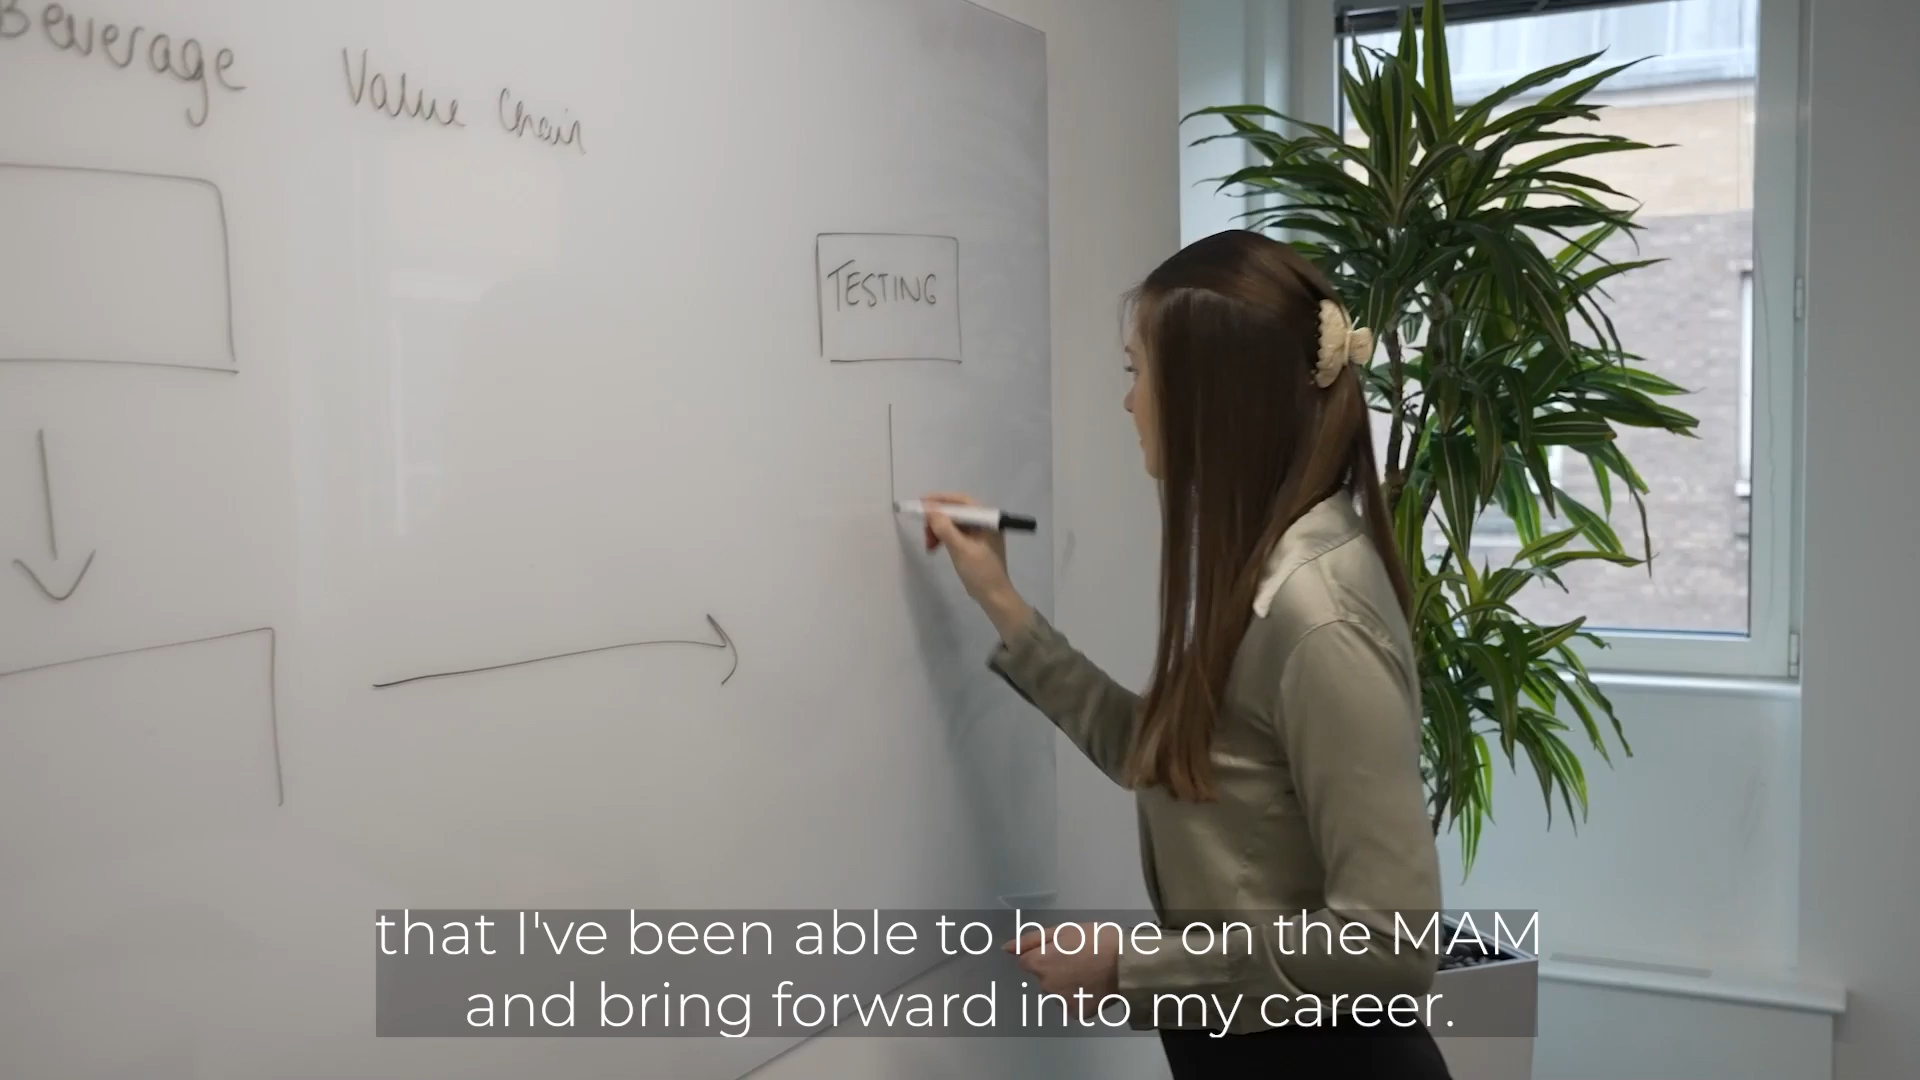 Beverage Value Chain
TESTING
that I've been able to hone on the MAM
and bring forward into my career.